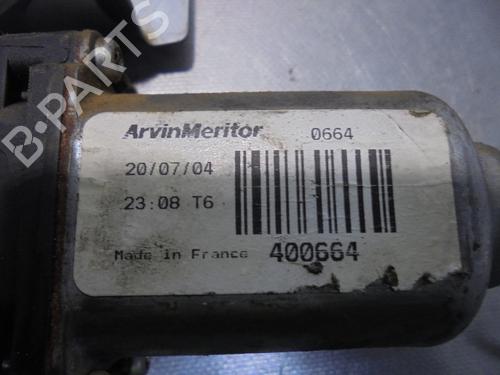 B-PARTS
ArvinMeritor 0664
20/07/04
23:08 T6
Made in France 400664